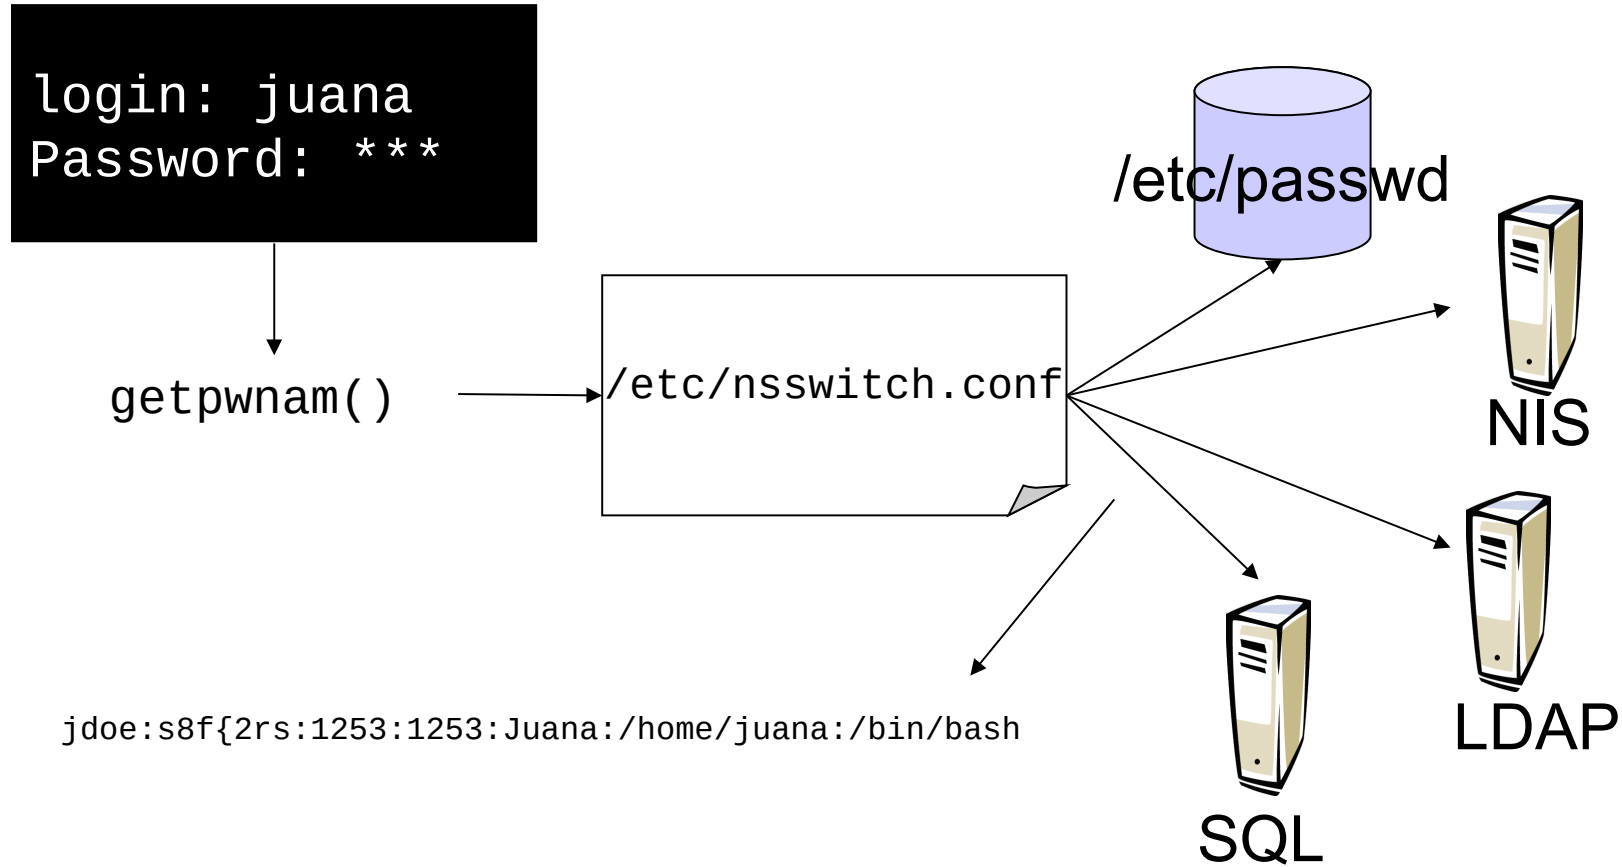 login: juana
Password: ***
/etc/passwd
getpwnam()
/etc/nsswitch.conf
NIS
jdoe:s8f{2rs:1253:1253:Juana:/home/juana:/bin/bash
LDAP
SQL